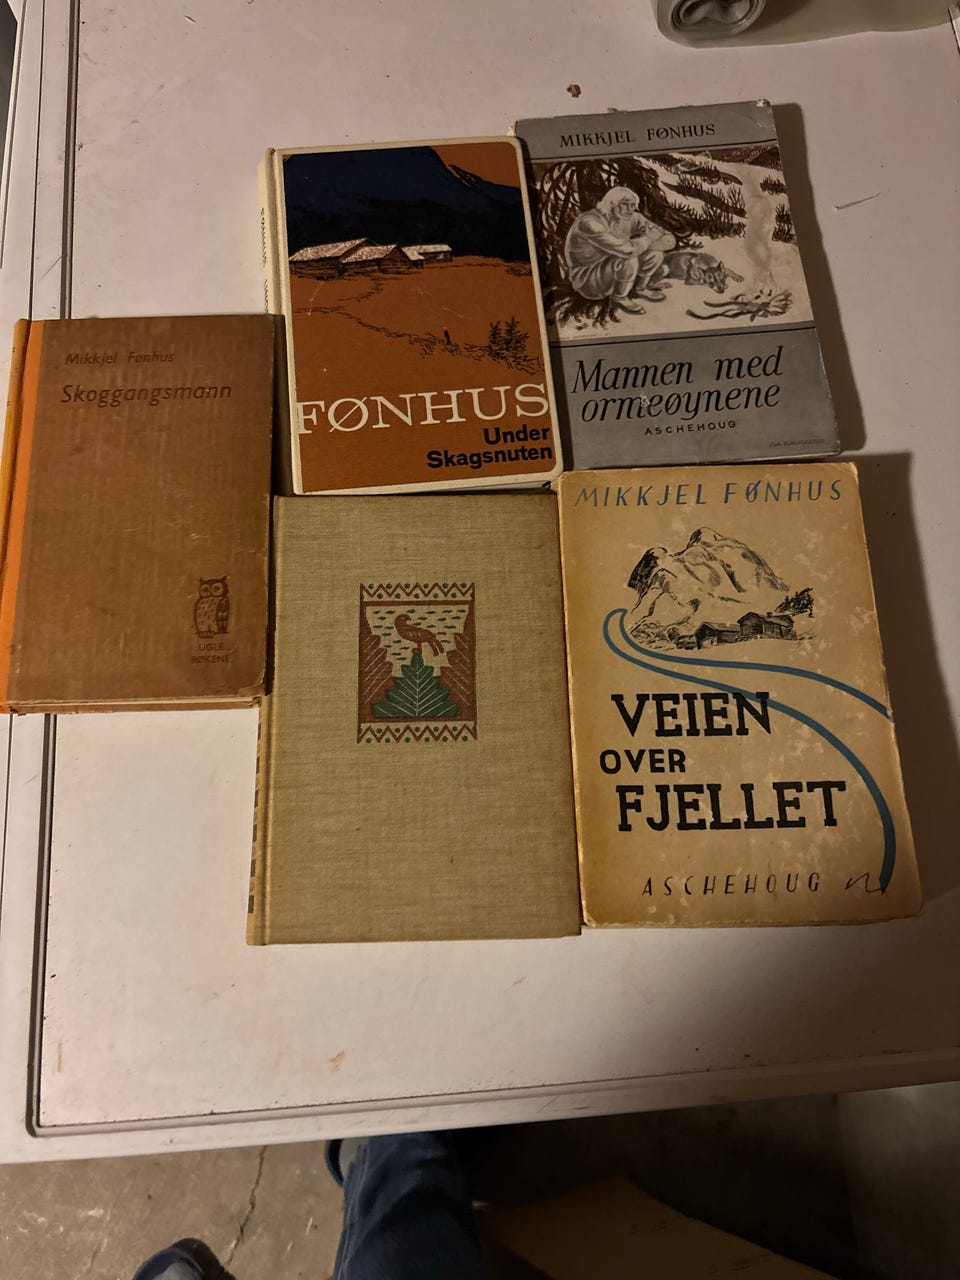 Mikkjel Fønhus
Skoggangsmann
UGLE
BØKENE
FØNHUS
Under
Skagsnuten
MIKKJEL FØNHUS
Mannen med
ormeøynene
ASCHEHOUG
MIKKJEL FØNHUS
VEIEN
OVER
FJELLET
ASCHEHOUG